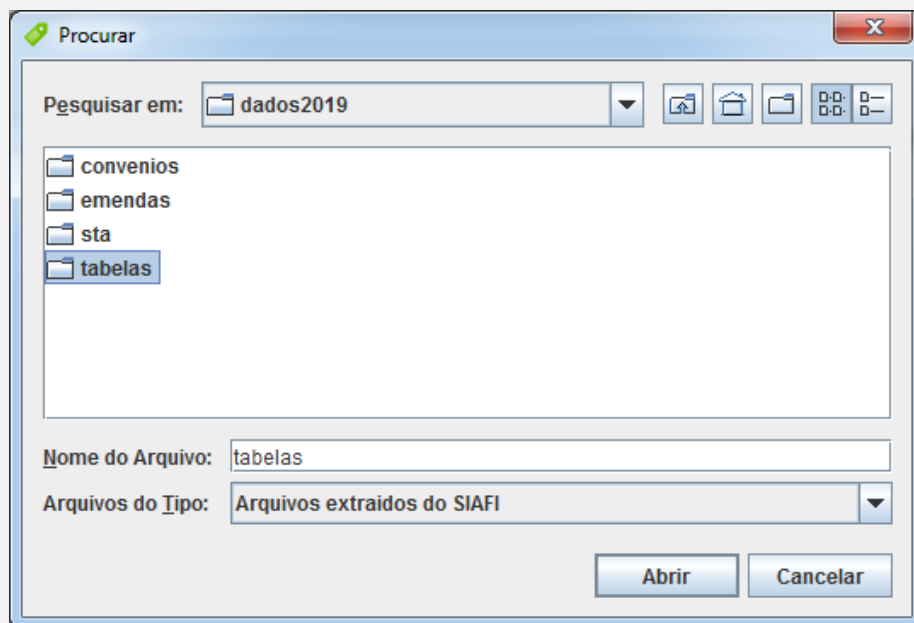 Procurar
Pesquisar em: dados2019
convenios
emendas
sta
tabelas
Nome do Arquivo: tabelas
Arquivos do Tipo: Arquivos extraidos do SIAFI
Abrir Cancelar